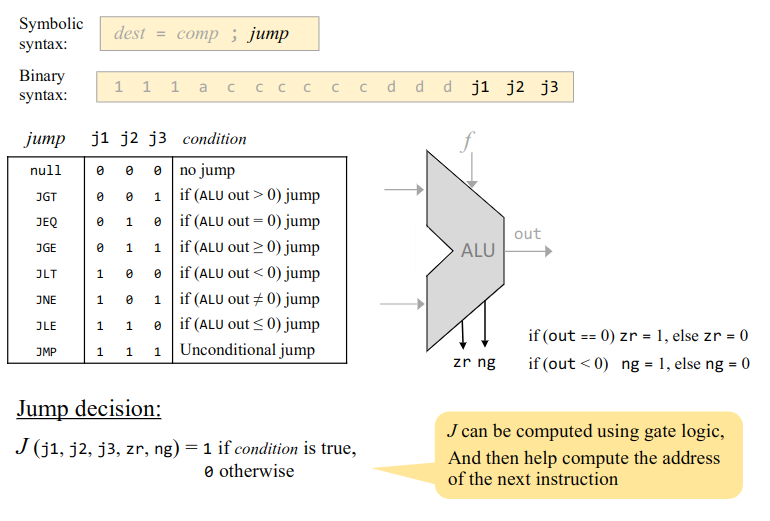 Symbolic
syntax:
dest = comp ; jump
Binary
syntax:
1 1 1 a c c c c c c d d d j1 j2 j3
jump j1 j2 j3 condition
null 0 0 0 no jump
JGT 0 0 1 if (ALU out > 0) jump
JEQ 0 1 0 if (ALU out = 0) jump
JGE 0 1 1 if (ALU out ≥ 0) jump
JLT 1 0 0 if (ALU out < 0) jump
JNE 1 0 1 if (ALU out ≠ 0) jump
JLE 1 1 0 if (ALU out ≤ 0) jump
JMP 1 1 1 Unconditional jump
f
ALU
out
zr ng
if (out == 0) zr = 1, else zr = 0
if (out < 0) ng = 1, else ng = 0
Jump decision:
J (j1, j2, j3, zr, ng) = 1 if condition is true,
0 otherwise
J can be computed using gate logic,
And then help compute the address
of the next instruction